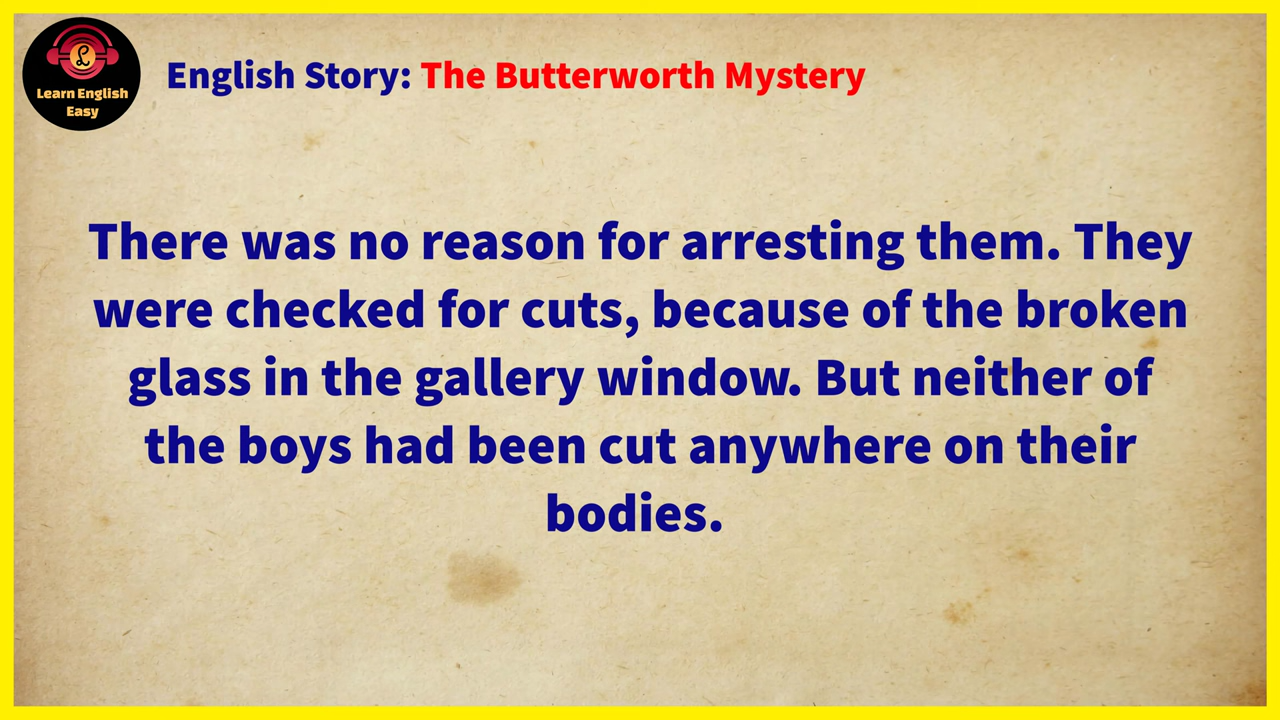 Learn English
Easy
English Story: The Butterworth Mystery
There was no reason for arresting them. They
were checked for cuts, because of the broken
glass in the gallery window. But neither of
the boys had been cut anywhere on their
bodies.